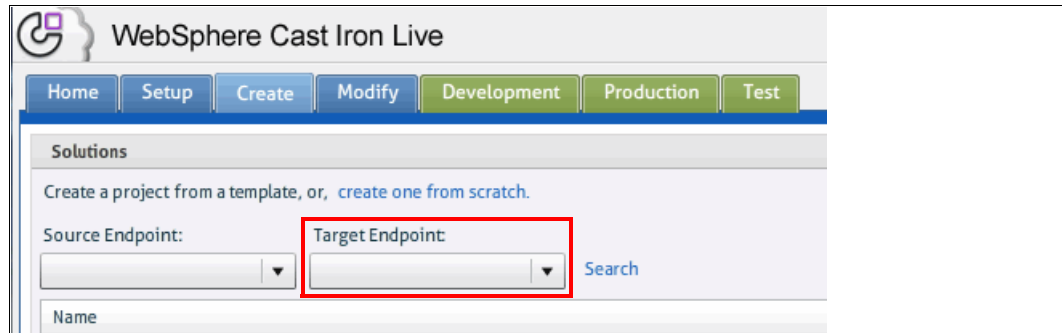 WebSphere Cast Iron Live
Home Setup Create Modify Development Production Test
Solutions
Create a project from a template, or, create one from scratch.
Source Endpoint: Target Endpoint:
Search
Name